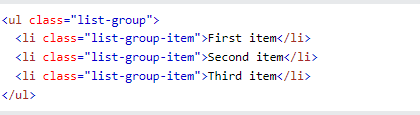 <ul class="list-group">
  <li class="list-group-item">First item</li>
  <li class="list-group-item">Second item</li>
  <li class="list-group-item">Third item</li>
</ul>